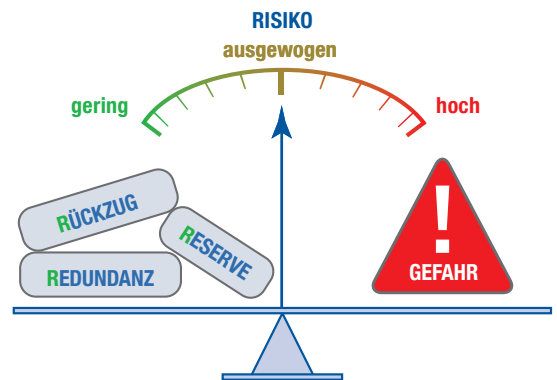 RISIKO
ausgewogen
gering
hoch
RÜCKZUG
RESERVE
REDUNDANZ
!
GEFAHR